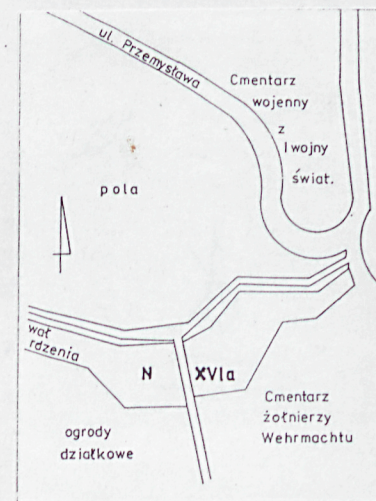 ul. Przemysława
Cmentarz
wojenny
z
I wojny
świat.
pola
wał
rdzenia
N
XVIa
Cmentarz
żołnierzy
Wehrmachtu
ogrody
działkowe